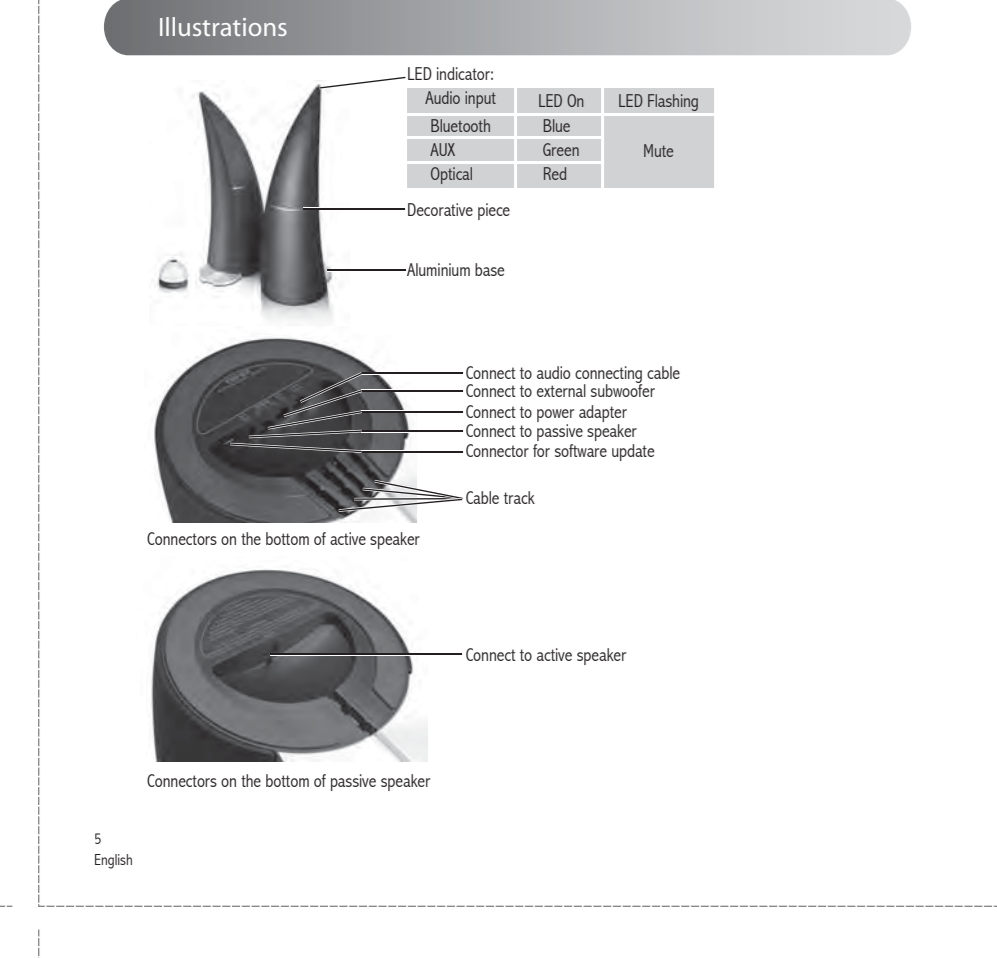 Illustrations
LED indicator:
Audio input LED On LED Flashing
Bluetooth Blue
AUX Green Mute
Optical Red
Decorative piece
Aluminium base
Connect to audio connecting cable
Connect to external subwoofer
Connect to power adapter
Connect to passive speaker
Connector for software update
Cable track
Connectors on the bottom of active speaker
Connect to active speaker
Connectors on the bottom of passive speaker
5
English